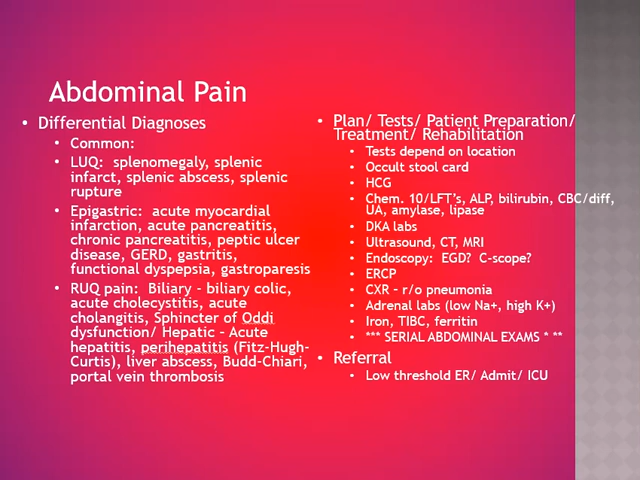 Abdominal Pain
Differential Diagnoses
Common:
LUQ: splenomegaly, splenic
infarct, splenic abscess, splenic
rupture
Epigastric: acute myocardial
infarction, acute pancreatitis,
chronic pancreatitis, peptic ulcer
disease, GERD, gastritis,
functional dyspepsia, gastroparesis
RUQ pain: Biliary - biliary colic,
acute cholecystitis, acute
cholangitis, Sphincter of Oddi
dysfunction/ Hepatic - Acute
hepatitis, perihepatitis (Fitz-Hugh-
Curtis), liver abscess, Budd-Chiari,
portal vein thrombosis
Plan/ Tests/ Patient Preparation/
Treatment/ Rehabilitation
Tests depend on location
Occult stool card
HCG
Chem. 10/LFT's, ALP, bilirubin, CBC/diff,
UA, amylase, lipase
DKA labs
Ultrasound, CT, MRI
Endoscopy: EGD? C-scope?
ERCP
CXR - r/o pneumonia
Adrenal labs (low Na+, high K+)
Iron, TIBC, ferritin
*** SERIAL ABDOMINAL EXAMS * **
Referral
Low threshold ER/ Admit/ ICU